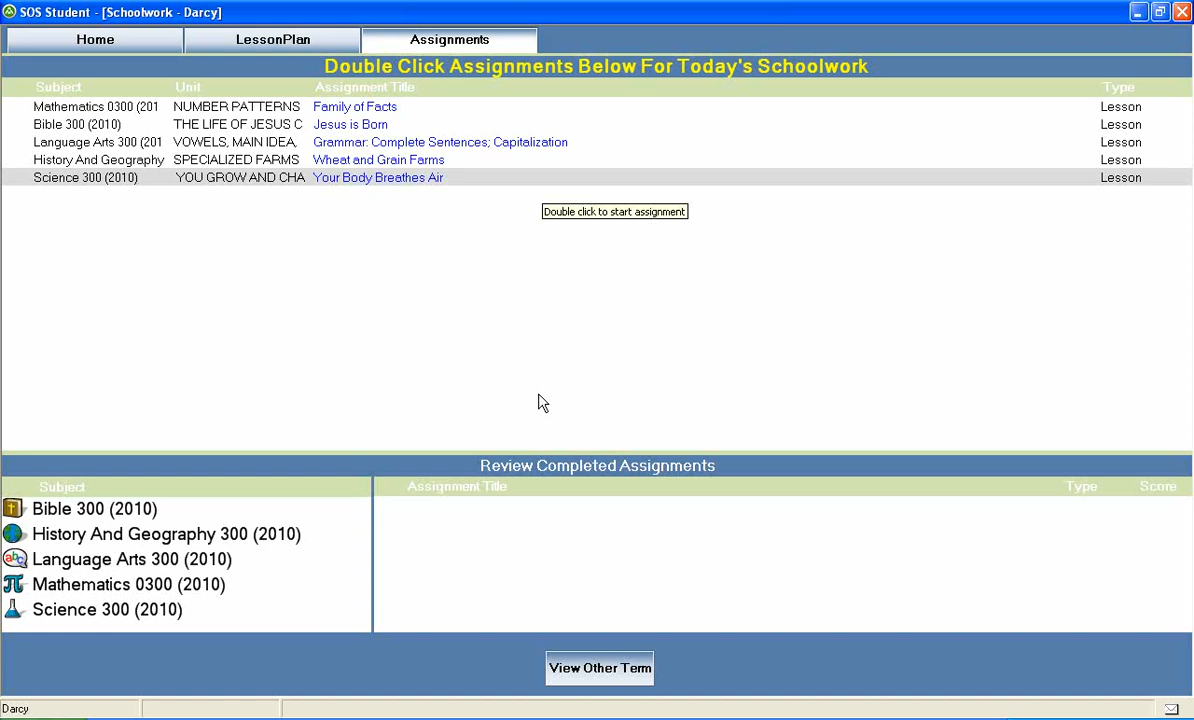 SOS Student - [Schoolwork - Darcy]
Home LessonPlan Assignments
Double Click Assignments Below For Today's Schoolwork
Subject Unit Assignment Title Type
Mathematics 0300 (201 NUMBER PATTERNS Family of Facts Lesson
Bible 300 (2010) THE LIFE OF JESUS C Jesus is Born Lesson
Language Arts 300 (201 VOWELS, MAIN IDEA, Grammar: Complete Sentences; Capitalization Lesson
History And Geography SPECIALIZED FARMS Wheat and Grain Farms Lesson
Science 300 (2010) YOU GROW AND CHA Your Body Breathes Air Lesson
Double click to start assignment
Review Completed Assignments
Subject Assignment Title Type Score
Bible 300 (2010)
History And Geography 300 (2010)
abc Language Arts 300 (2010)
Mathematics 0300 (2010)
Science 300 (2010)
View Other Term
Darcy